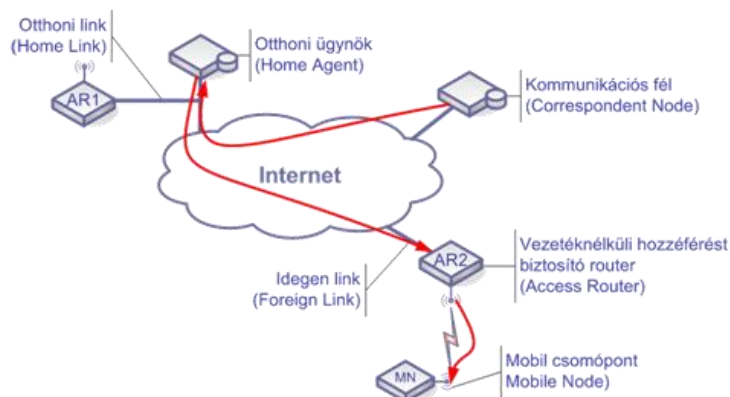 Otthoni link
(Home Link)
AR1
Otthoni ügynök
(Home Agent)
Kommunikációs fél
(Correspondent Node)
Internet
AR2
Vezetéknélküli hozzéférést
biztosító router
(Access Router)
Idegen link
(Foreign Link)
MN
Mobil csomópont
Mobile Node)